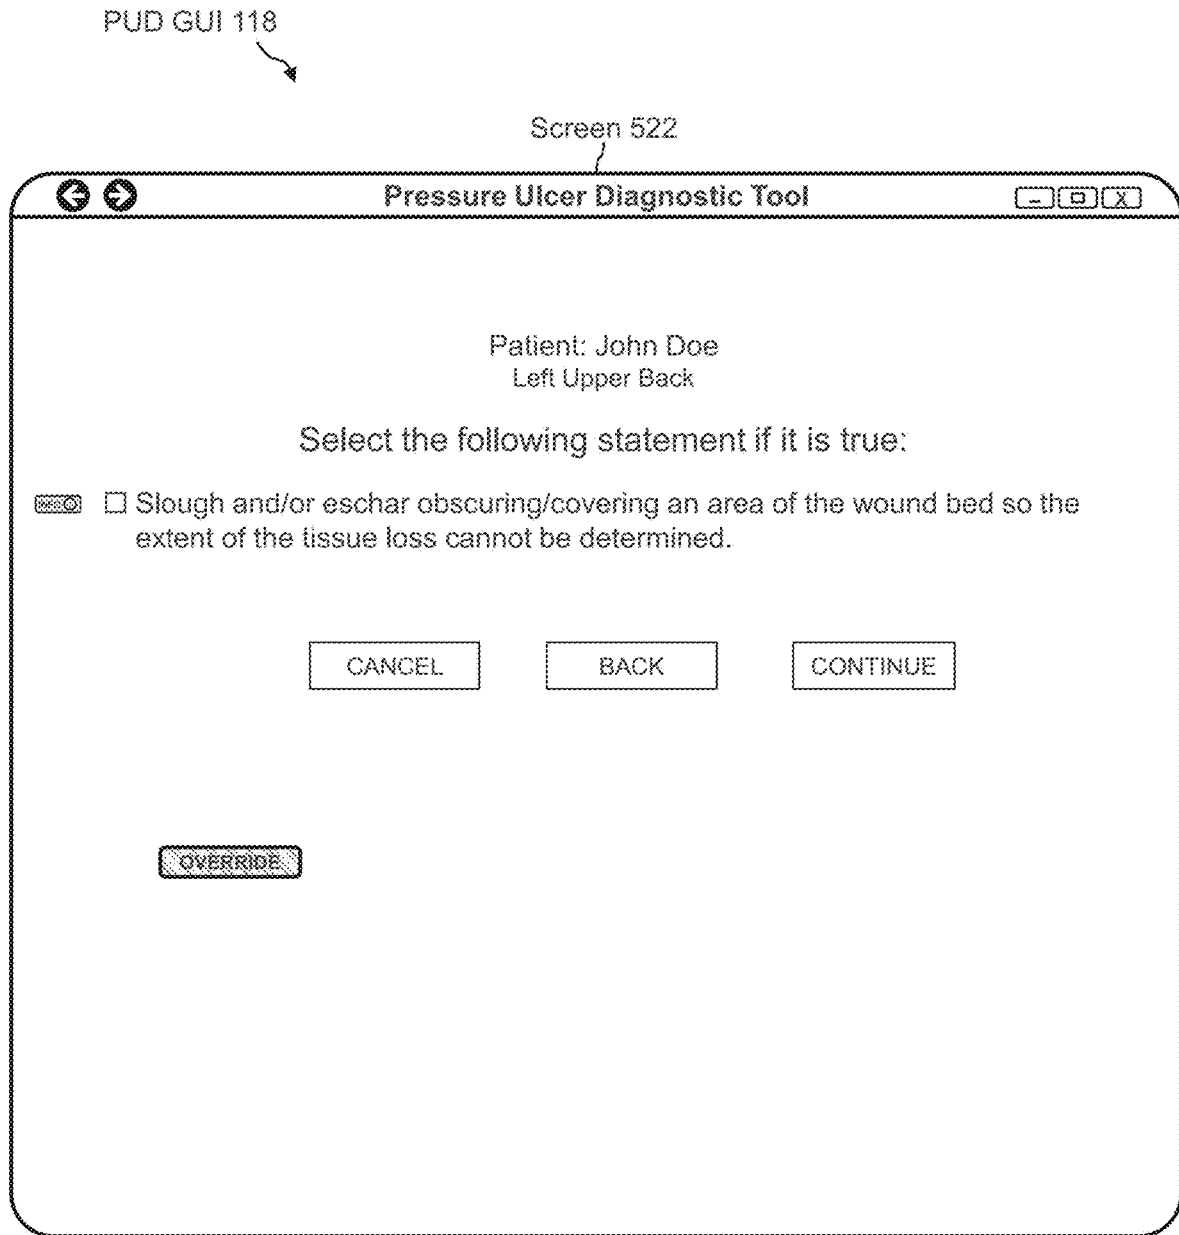 PUD GUI 118
Screen 522
Pressure Ulcer Diagnostic Tool
Patient: John Doe
Left Upper Back
Select the following statement if it is true:
☐ Slough and/or eschar obscuring/covering an area of the wound bed so the
extent of the tissue loss cannot be determined.
CANCEL BACK CONTINUE
OVERRIDE